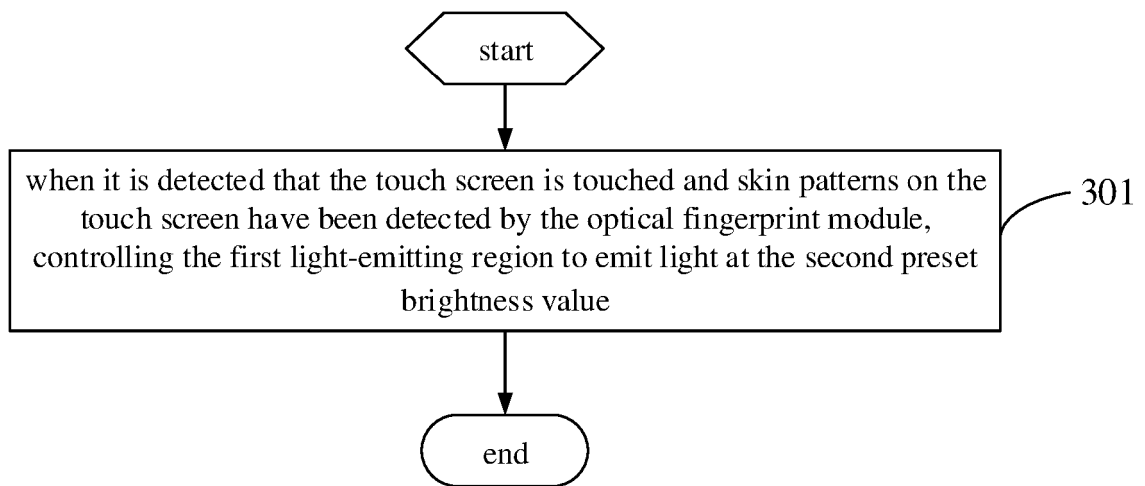 start
when it is detected that the touch screen is touched and skin patterns on the
touch screen have been detected by the optical fingerprint module,
controlling the first light-emitting region to emit light at the second preset
brightness value
301
end